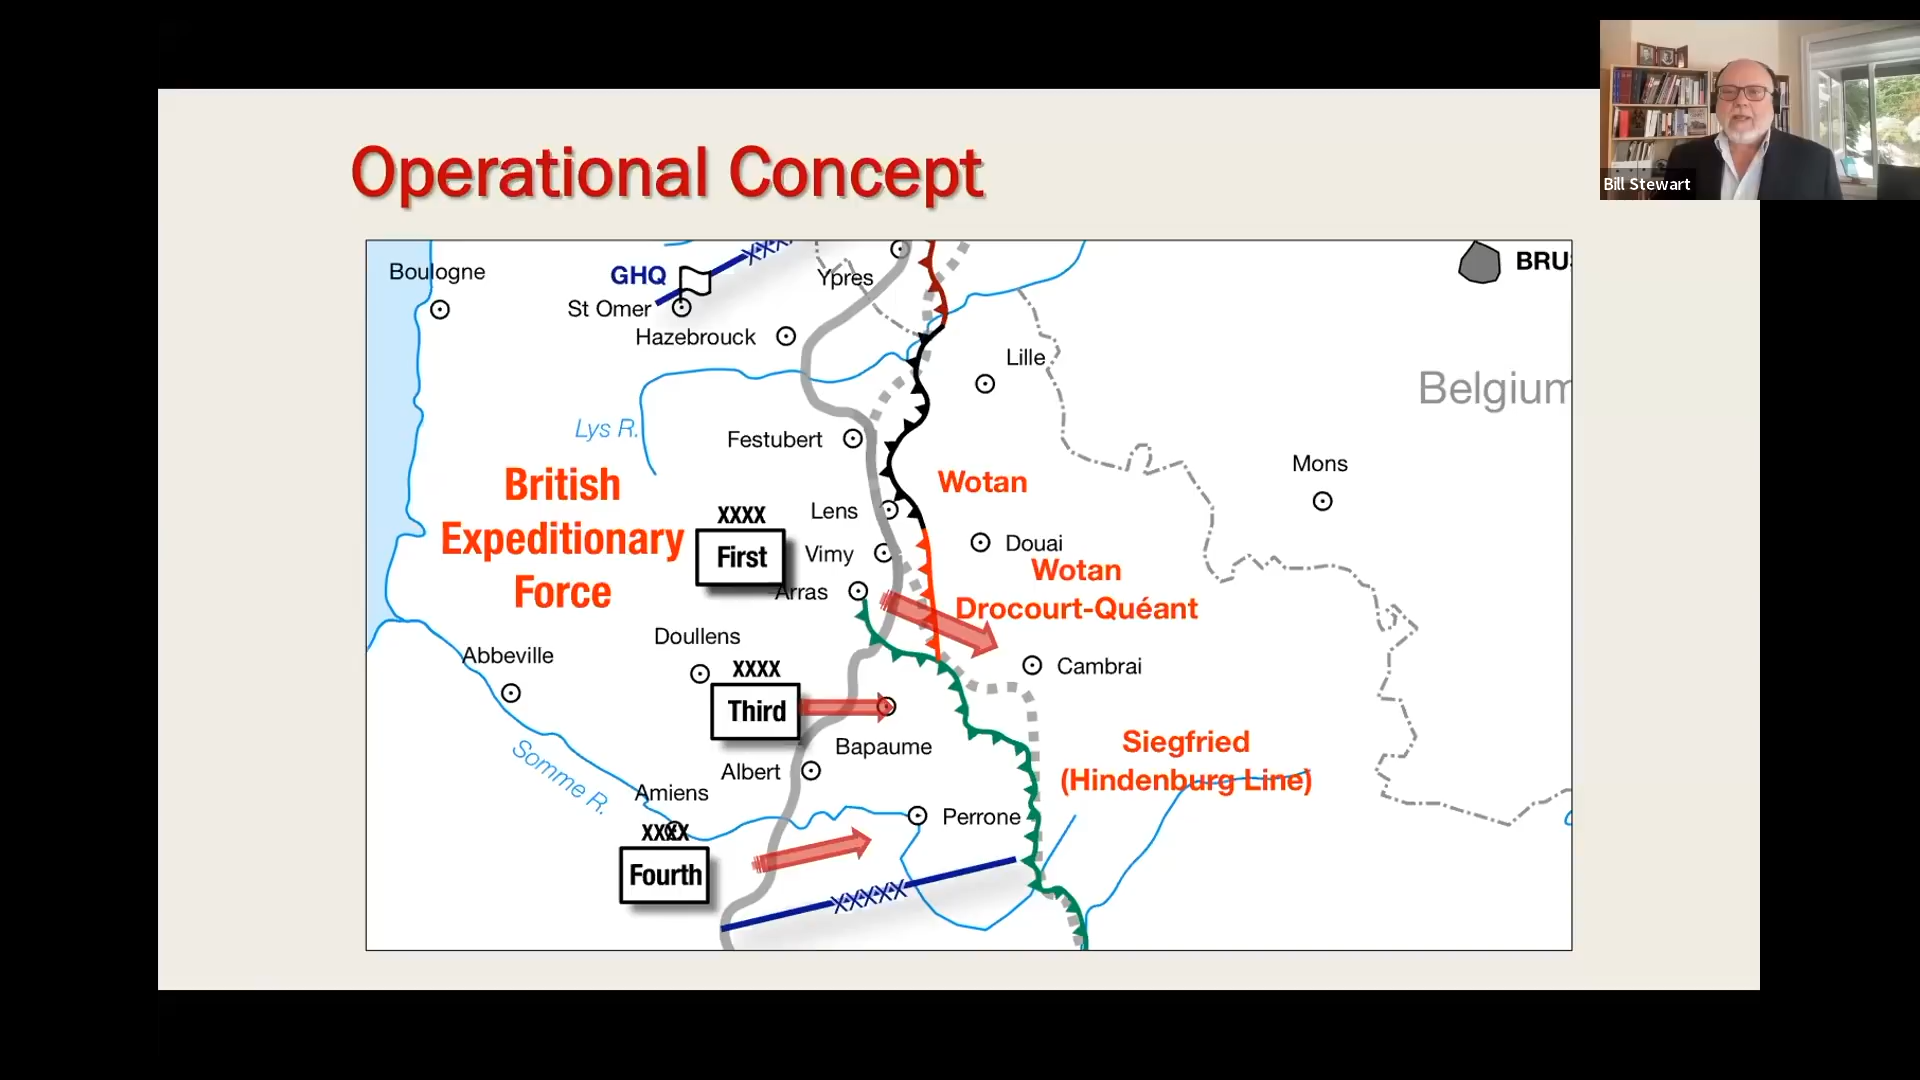 Operational Concept
Bill Stewart
Boulogne
GHQ
XXX
Ypres
BRU
St Omer
Hazebrouck
Lille
Belgium
Lys R.
Festubert
Mons
British
Expeditionary
Force
Wotan
XXXX
First
Lens
Vimy
Douai
Arras
Wotan
Drocourt-Quéant
Doullens
Abbeville
XXXX
Third
Cambrai
Bapaume
Siegfried
(Hindenburg Line)
Somme R.
Albert
Amiens
Perrone
XXXX
Fourth
XXXXX